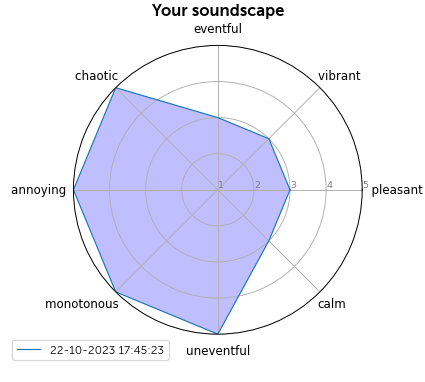 Your soundscape
eventful
chaotic
vibrant
annoying
1
2
3
4
5
pleasant
monotonous
calm
uneventful
22-10-2023 17:45:23